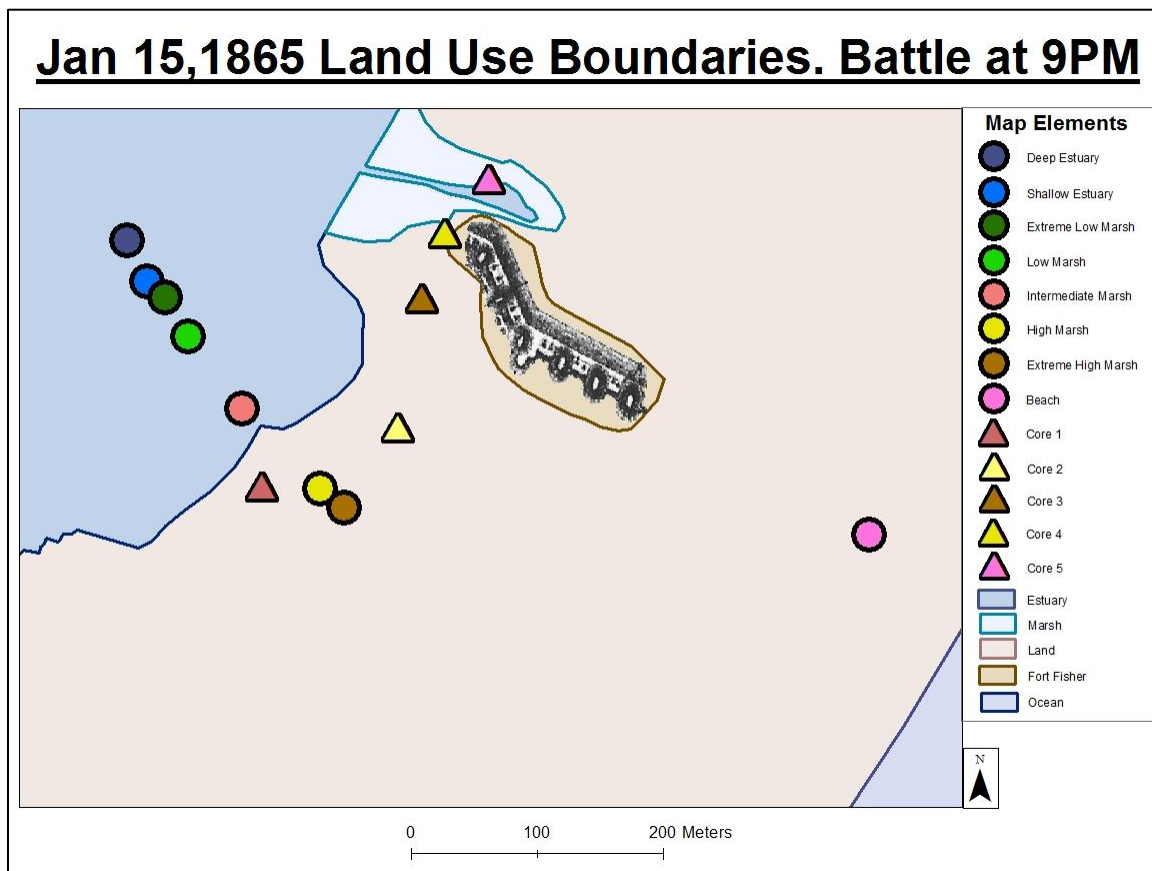 Jan 15,1865 Land Use Boundaries. Battle at 9PM
Map Elements
Deep Estuary
Shallow Estuary
Extreme Low Marsh
Low Marsh
Intermediate Marsh
High Marsh
Extreme High Marsh
Beach
Core 1
Core 2
Core 3
Core 4
Core 5
Estuary
Marsh
Land
Fort Fisher
Ocean
N
0 100 200 Meters